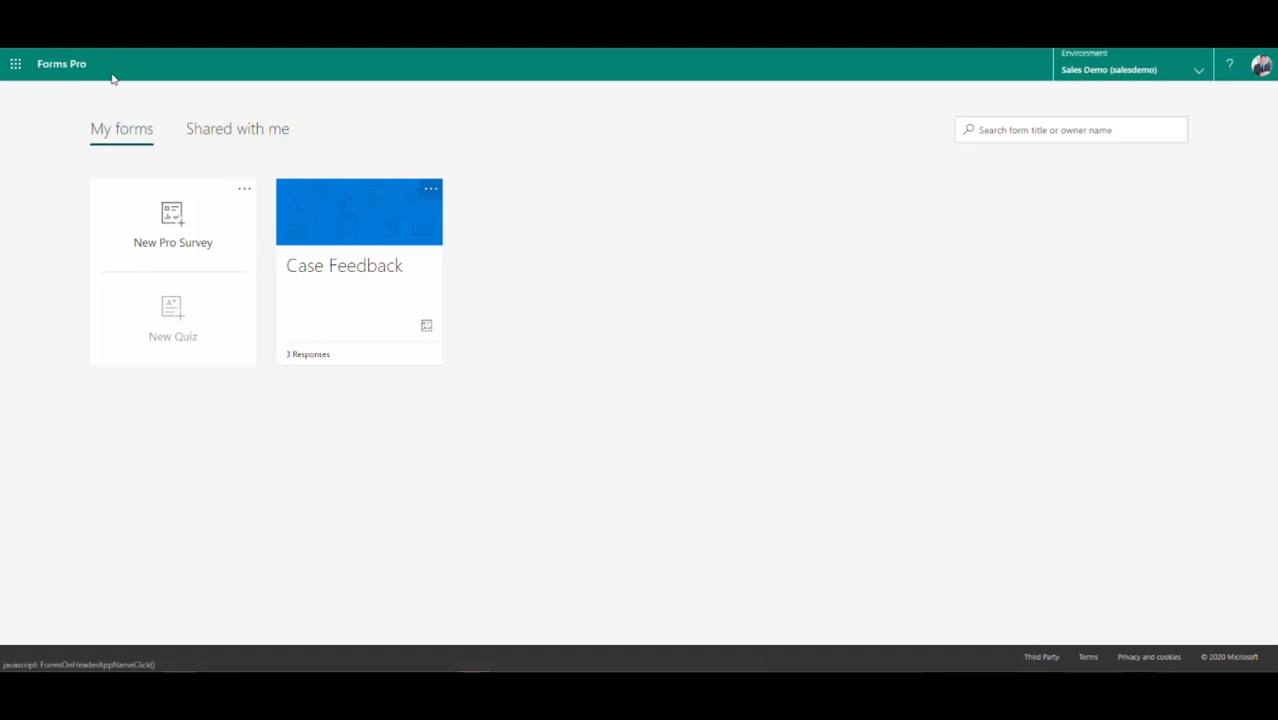 Forms Pro
Environment
Sales Demo (salesdemo)
?
My forms
Shared with me
Search form title or owner name
New Pro Survey
New Quiz
A+
Case Feedback
3 Responses
Third Party
Terms
Privacy and cookies
© 2020 Microsoft
javascript: FormsOnHeaderAppNameClick()